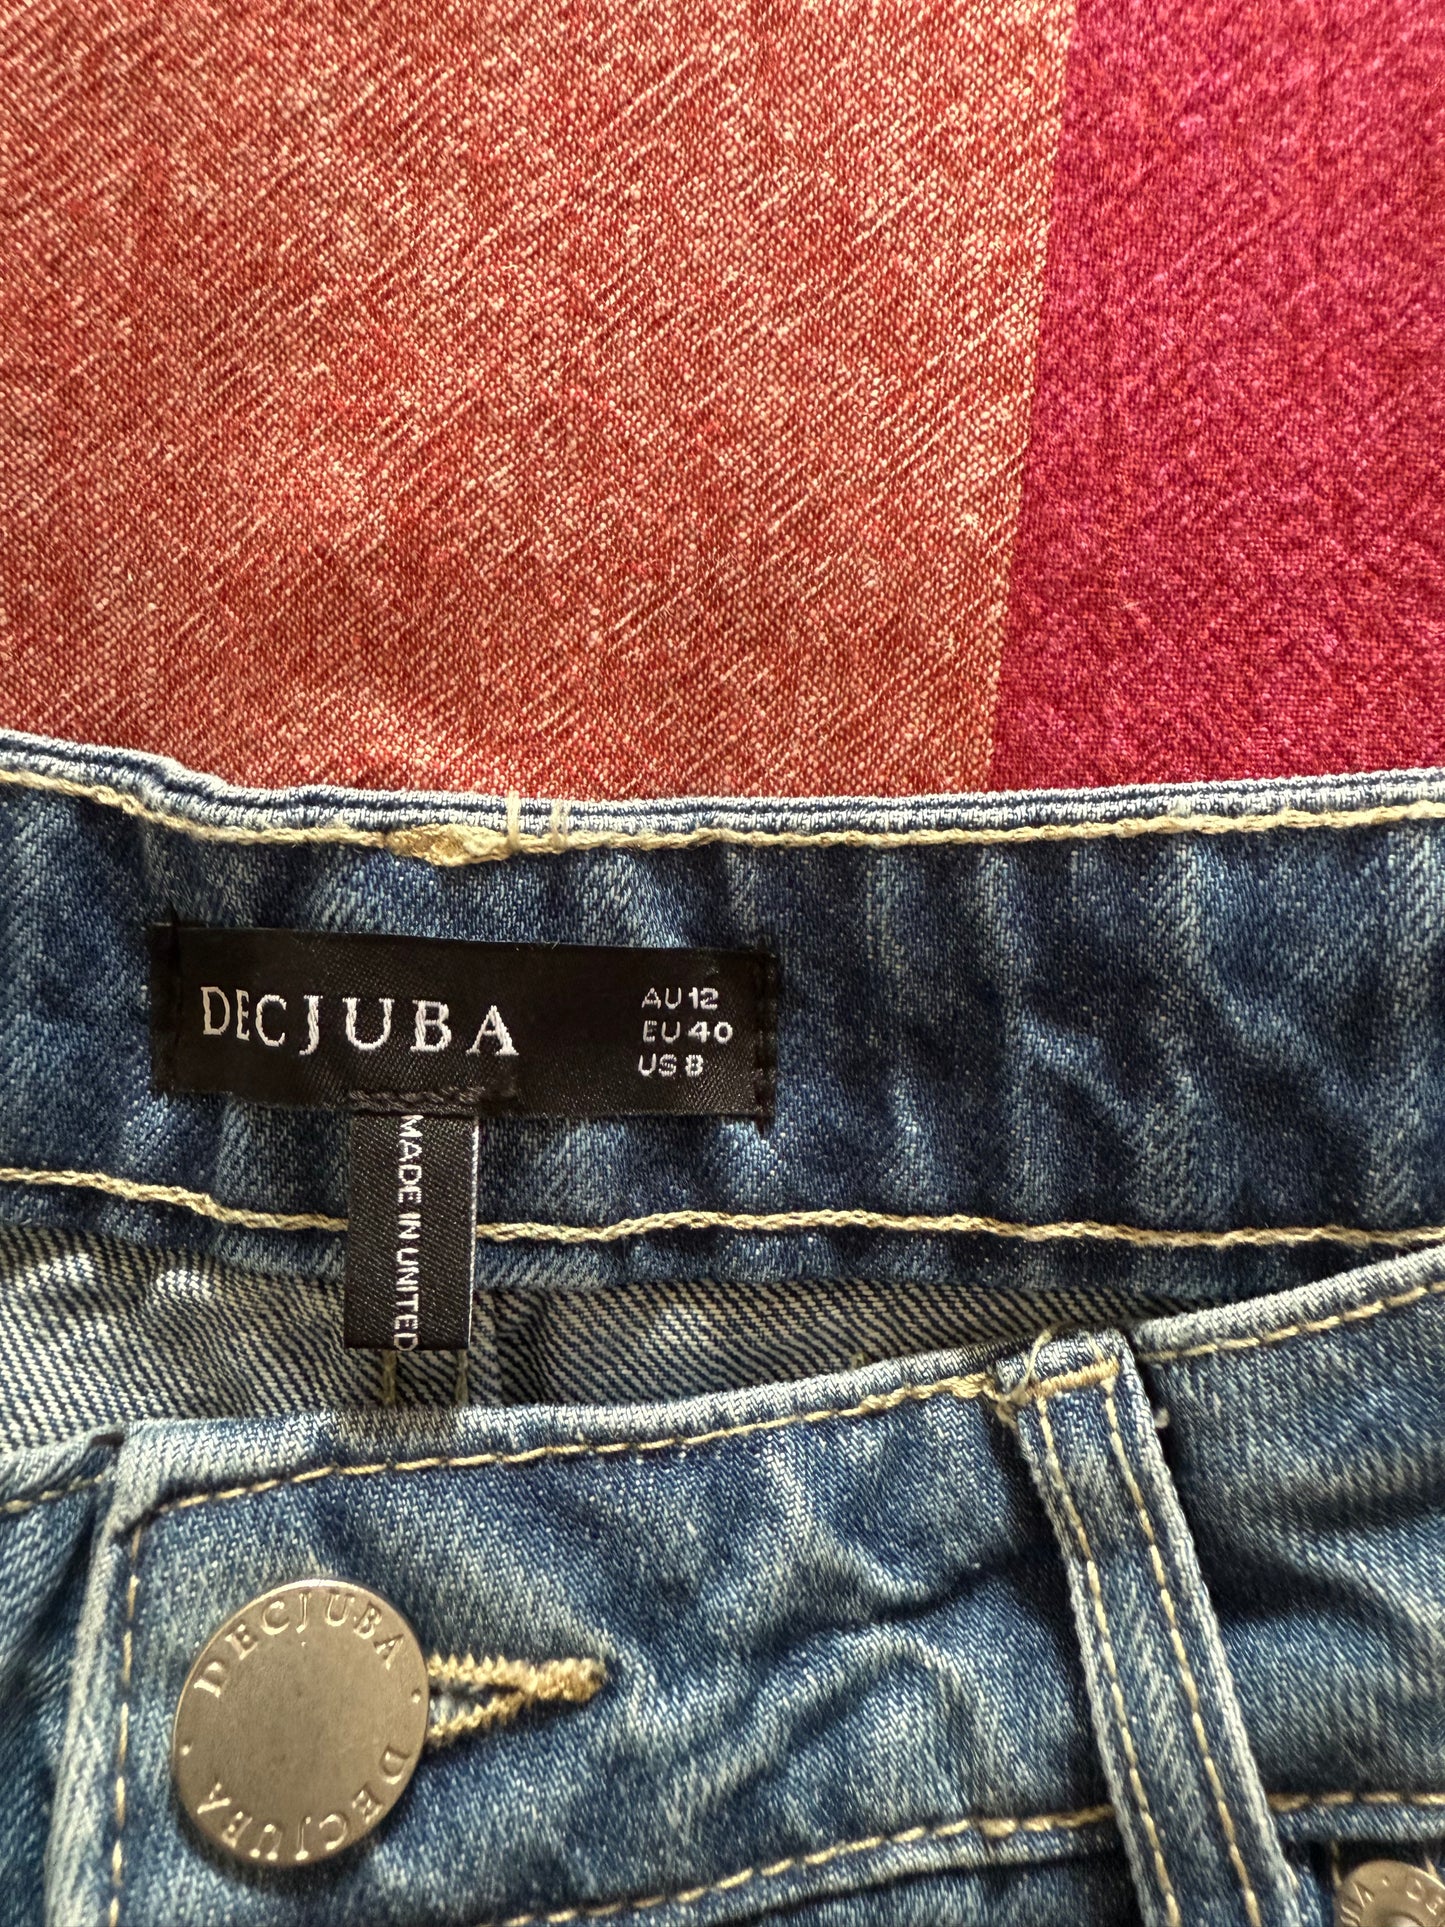 DECJUBA
AU 12
EU 40
US 8
MADE IN UNITED
DECJUBA · DECJUBA ·